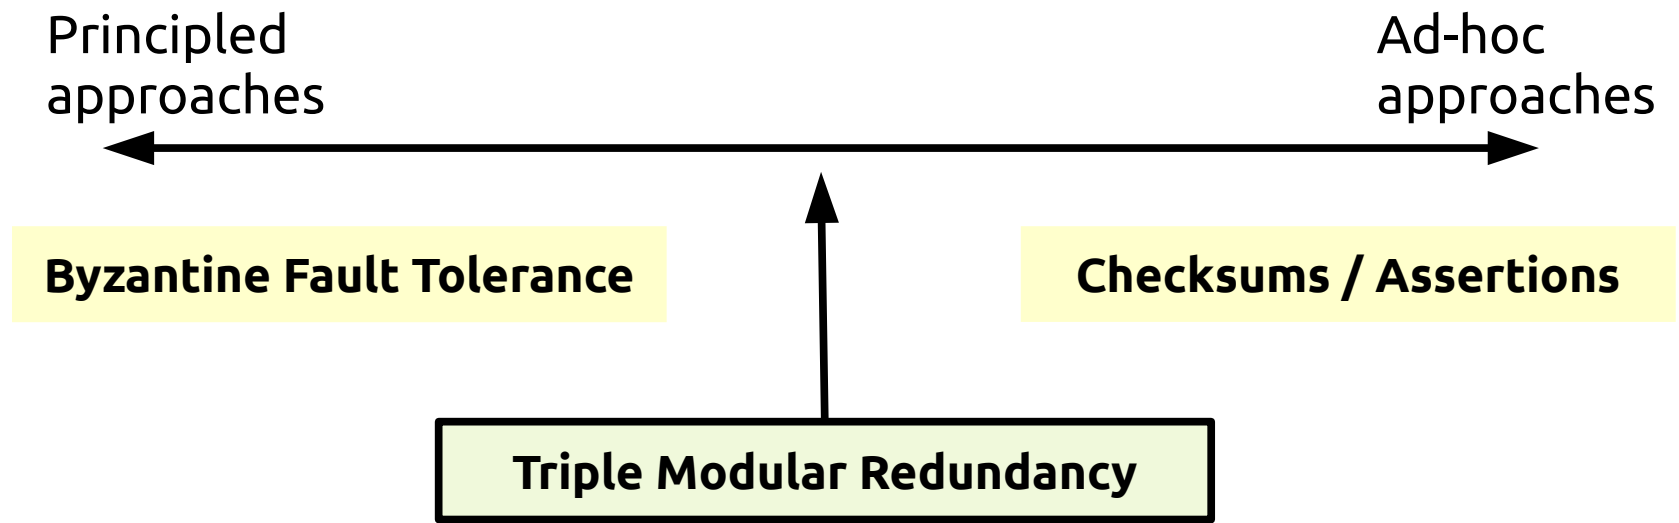 Principled
approaches
Ad-hoc
approaches
Byzantine Fault Tolerance
Checksums / Assertions
Triple Modular Redundancy